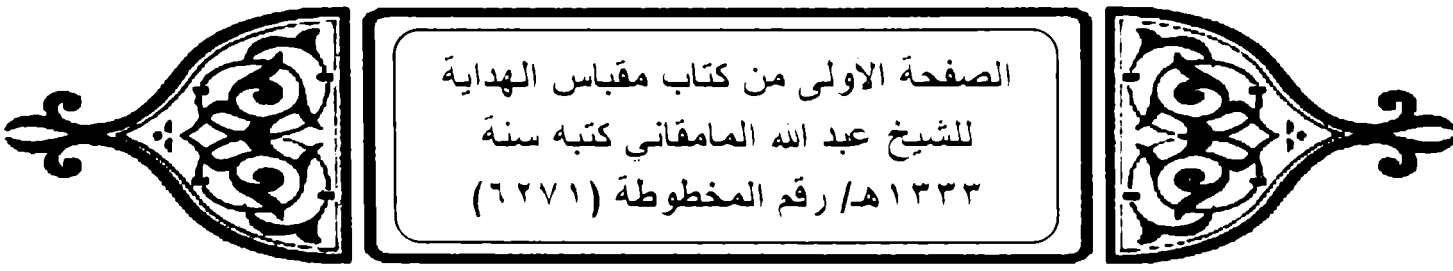 الصفحة الاولى من كتاب مقباس الهداية
للشيخ عبد الله المامقاني كتبه سنة
١٣٣٣هـ/ رقم المخطوطة (٦٢٧١)